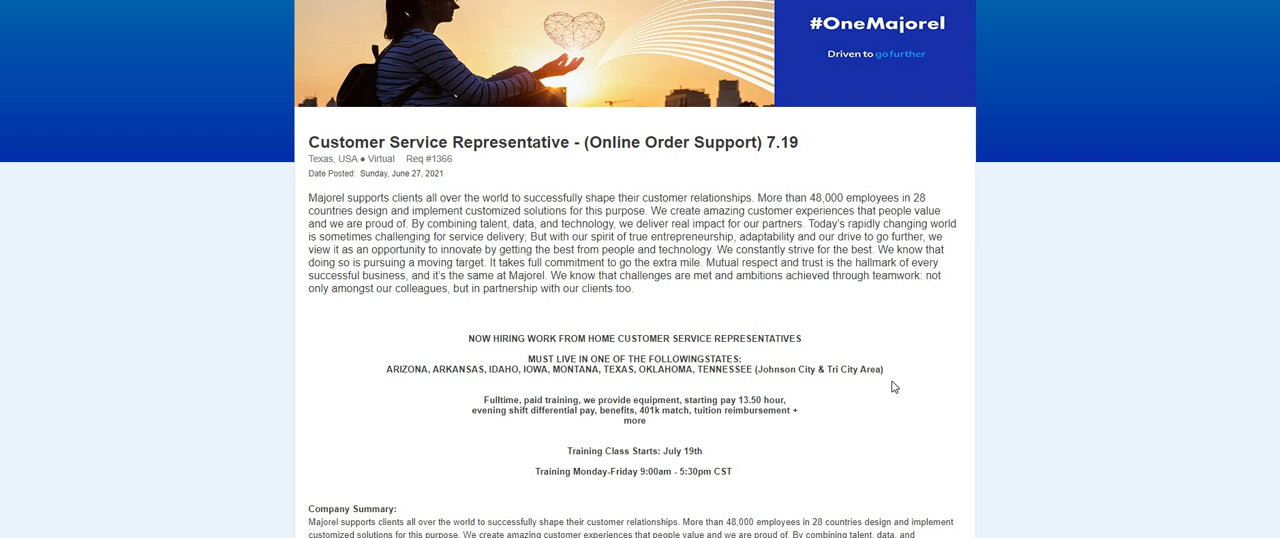 #OneMajorel
Driven to go further
Customer Service Representative - (Online Order Support) 7.19
Texas, USA ● Virtual Req #1366
Date Posted: Sunday, June 27, 2021
Majorel supports clients all over the world to successfully shape their customer relationships. More than 48,000 employees in 28
countries design and implement customized solutions for this purpose. We create amazing customer experiences that people value
and we are proud of. By combining talent, data, and technology, we deliver real impact for our partners. Today's rapidly changing world
is sometimes challenging for service delivery; But with our spirit of true entrepreneurship, adaptability and our drive to go further, we
view it as an opportunity to innovate by getting the best from people and technology. We constantly strive for the best. We know that
doing so is pursuing a moving target. It takes full commitment to go the extra mile. Mutual respect and trust is the hallmark of every
successful business, and it's the same at Majorel. We know that challenges are met and ambitions achieved through teamwork: not
only amongst our colleagues, but in partnership with our clients too.
NOW HIRING WORK FROM HOME CUSTOMER SERVICE REPRESENTATIVES
MUST LIVE IN ONE OF THE FOLLOWINGSTATES:
ARIZONA, ARKANSAS, IDAHO, IOWA, MONTANA, TEXAS, OKLAHOMA, TENNESSEE (Johnson City & Tri City Area)
Fulltime, paid training, we provide equipment, starting pay 13.50 hour,
evening shift differential pay, benefits, 401k match, tuition reimbursement +
more
Training Class Starts: July 19th
Training Monday-Friday 9:00am - 5:30pm CST
Company Summary:
Majorel supports clients all over the world to successfully shape their customer relationships. More than 48,000 employees in 28 countries design and implement
customized solutions for this purpose. We create amazing customer experiences that people value and we are proud of. By combining talent, data, and